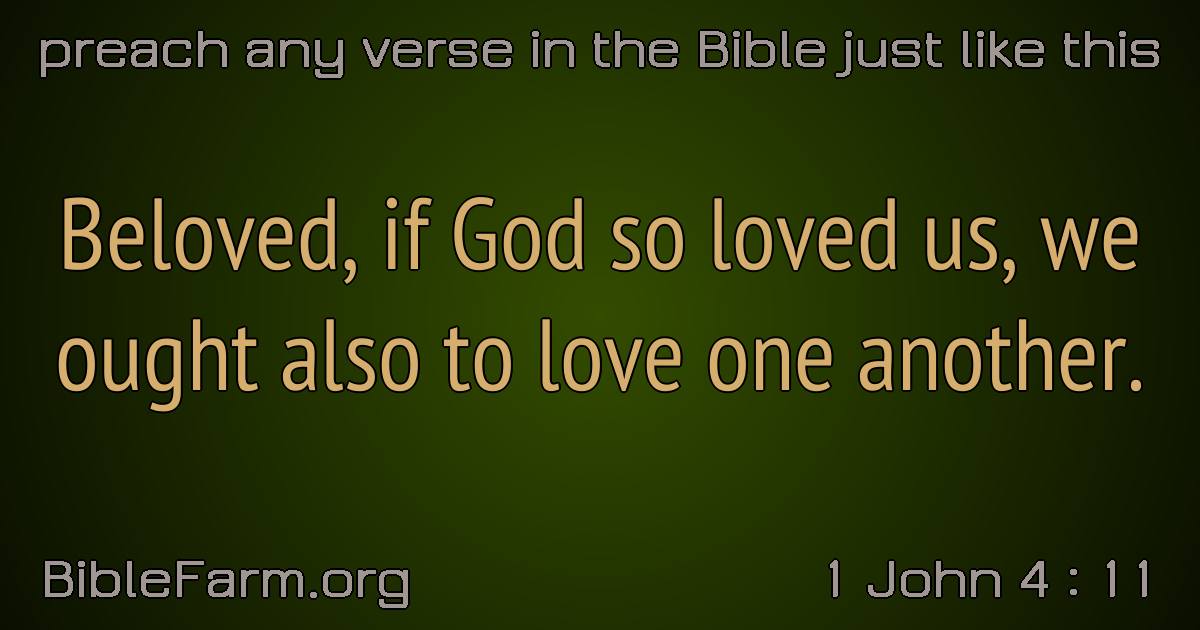 preach any verse in the Bible just like this
Beloved, if God so loved us, we
ought also to love one another.
BibleFarm.org
1 John 4 : 11